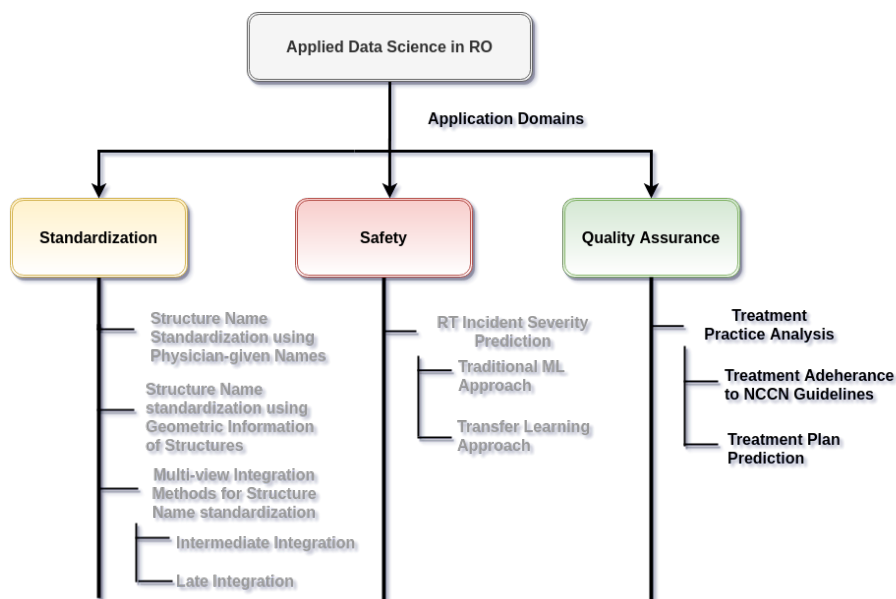 Applied Data Science in RO
Application Domains
Standardization
Safety
Quality Assurance
Structure Name
Standardization using
Physician-given Names
Structure Name
standardization using
Geometric Information
of Structures
Multi-view Integration
Methods for Structure
Name standardization
Intermediate Integration
Late Integration
RT Incident Severity
Prediction
Traditional ML
Approach
Transfer Learning
Approach
Treatment
Practice Analysis
Treatment Adeherance
to NCCN Guidelines
Treatment Plan
Prediction